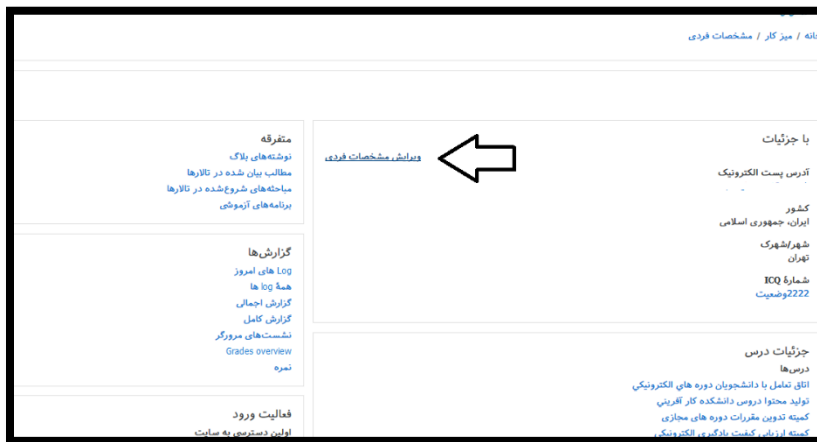 خانه / میز کار / مشخصات فردی
با جزئیات
ویرایش مشخصات فردی
آدرس پست الکترونیک
کشور
ایران، جمهوری اسلامی
شهر/شهرک
تهران
شمارهٔ ICQ
2222وضعیت
جزئیات درس
درس‌ها
اتاق تعامل با دانشجویان دوره هاي الکترونيکي
تولید محتوا دروس دانشکده کار آفريني
کمیته تدوین مقررات دوره های مجازی
کمیته ارزیابی کیفیت یادگیری الکترونیکی
متفرقه
نوشته‌های بلاگ
مطالب بیان شده در تالارها
مباحثه‌های شروع‌شده در تالارها
برنامه‌های آزموشی
گزارش‌ها
Log های امروز
همهٔ log ها
گزارش اجمالی
گزارش کامل
نشست‌های مرورگر
Grades overview
نمره
فعالیت ورود
اولین دسترسی به سایت